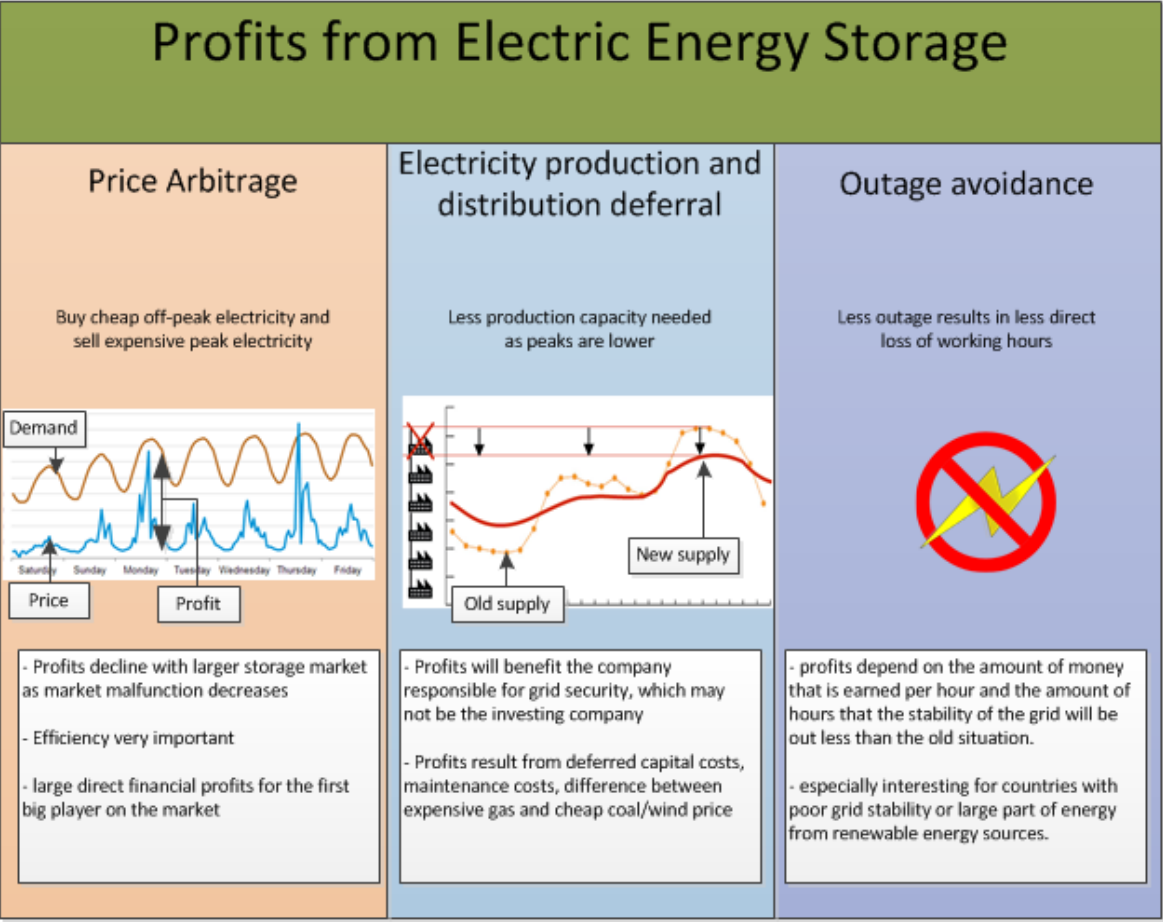 Profits from Electric Energy Storage
Price Arbitrage
Buy cheap off-peak electricity and
sell expensive peak electricity
Demand
Saturday Sunday Monday Tuesday Wednesday Thursday Friday
Price
Profit
- Profits decline with larger storage market
as market malfunction decreases
- Efficiency very important
- large direct financial profits for the first
big player on the market
Electricity production and
distribution deferral
Less production capacity needed
as peaks are lower
New supply
Old supply
- Profits will benefit the company
responsible for grid security, which may
not be the investing company
- Profits result from deferred capital costs,
maintenance costs, difference between
expensive gas and cheap coal/wind price
Outage avoidance
Less outage results in less direct
loss of working hours
- profits depend on the amount of money
that is earned per hour and the amount of
hours that the stability of the grid will be
out less than the old situation.
- especially interesting for countries with
poor grid stability or large part of energy
from renewable energy sources.